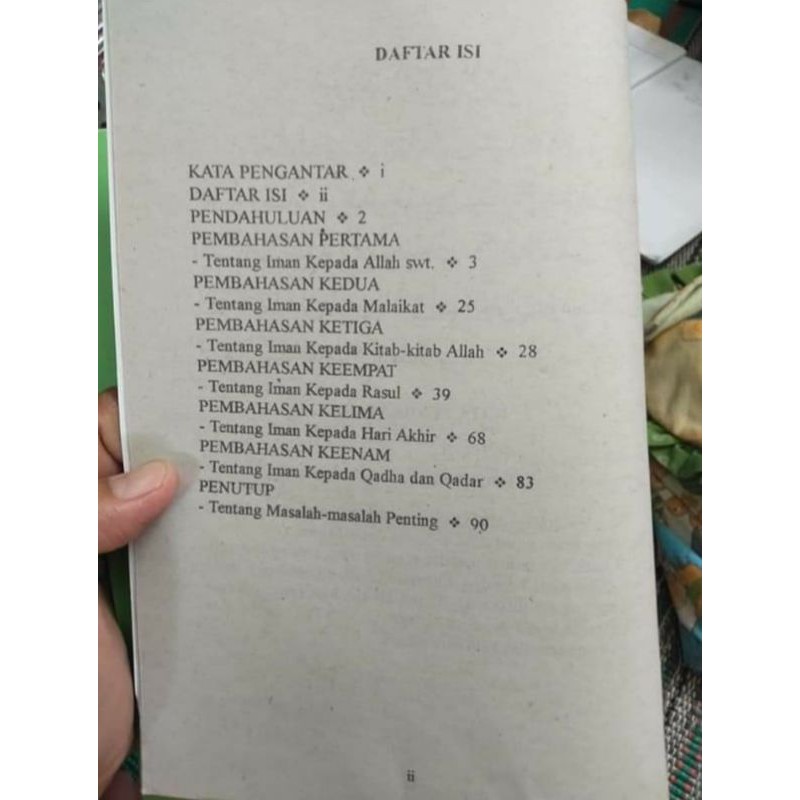 DAFTAR ISI
KATA PENGANTAR ❖ i
DAFTAR ISI ❖ ii
PENDAHULUAN ❖ 2
PEMBAHASAN PERTAMA
- Tentang Iman Kepada Allah swt. ❖ 3
PEMBAHASAN KEDUA
- Tentang Iman Kepada Malaikat ❖ 25
PEMBAHASAN KETIGA
- Tentang Iman Kepada Kitab-kitab Allah ❖ 28
PEMBAHASAN KEEMPAT
- Tentang Iman Kepada Rasul ❖ 39
PEMBAHASAN KELIMA
- Tentang Iman Kepada Hari Akhir ❖ 68
PEMBAHASAN KEENAM
- Tentang Iman Kepada Qadha dan Qadar ❖ 83
PENUTUP
- Tentang Masalah-masalah Penting ❖ 90
ii